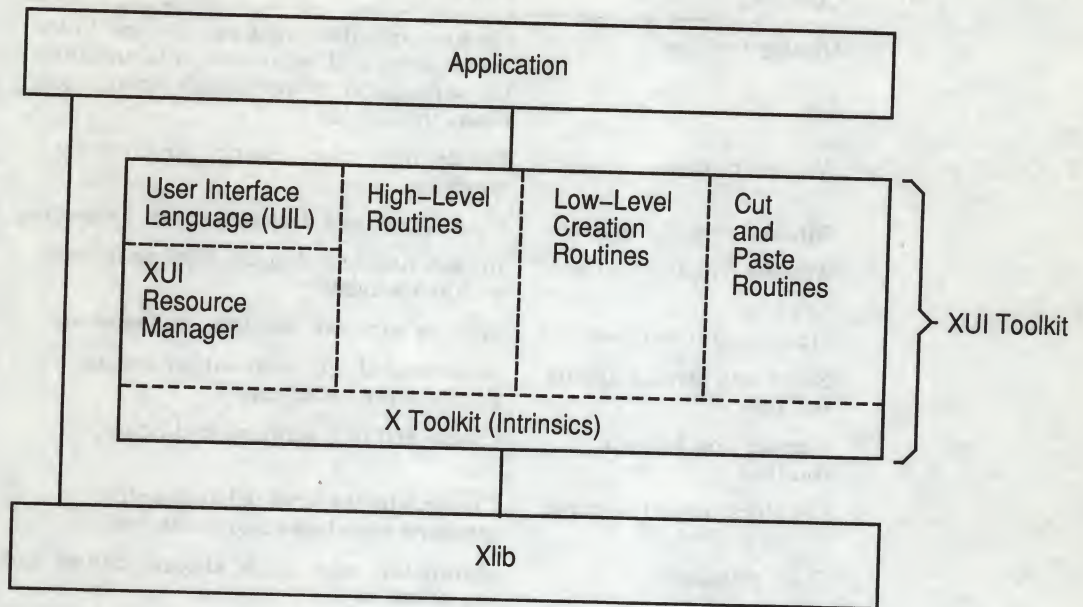 Application
User Interface
Language (UIL)
XUI
Resource
Manager
High-Level
Routines
Low-Level
Creation
Routines
Cut
and
Paste
Routines
XUI Toolkit
X Toolkit (Intrinsics)
Xlib